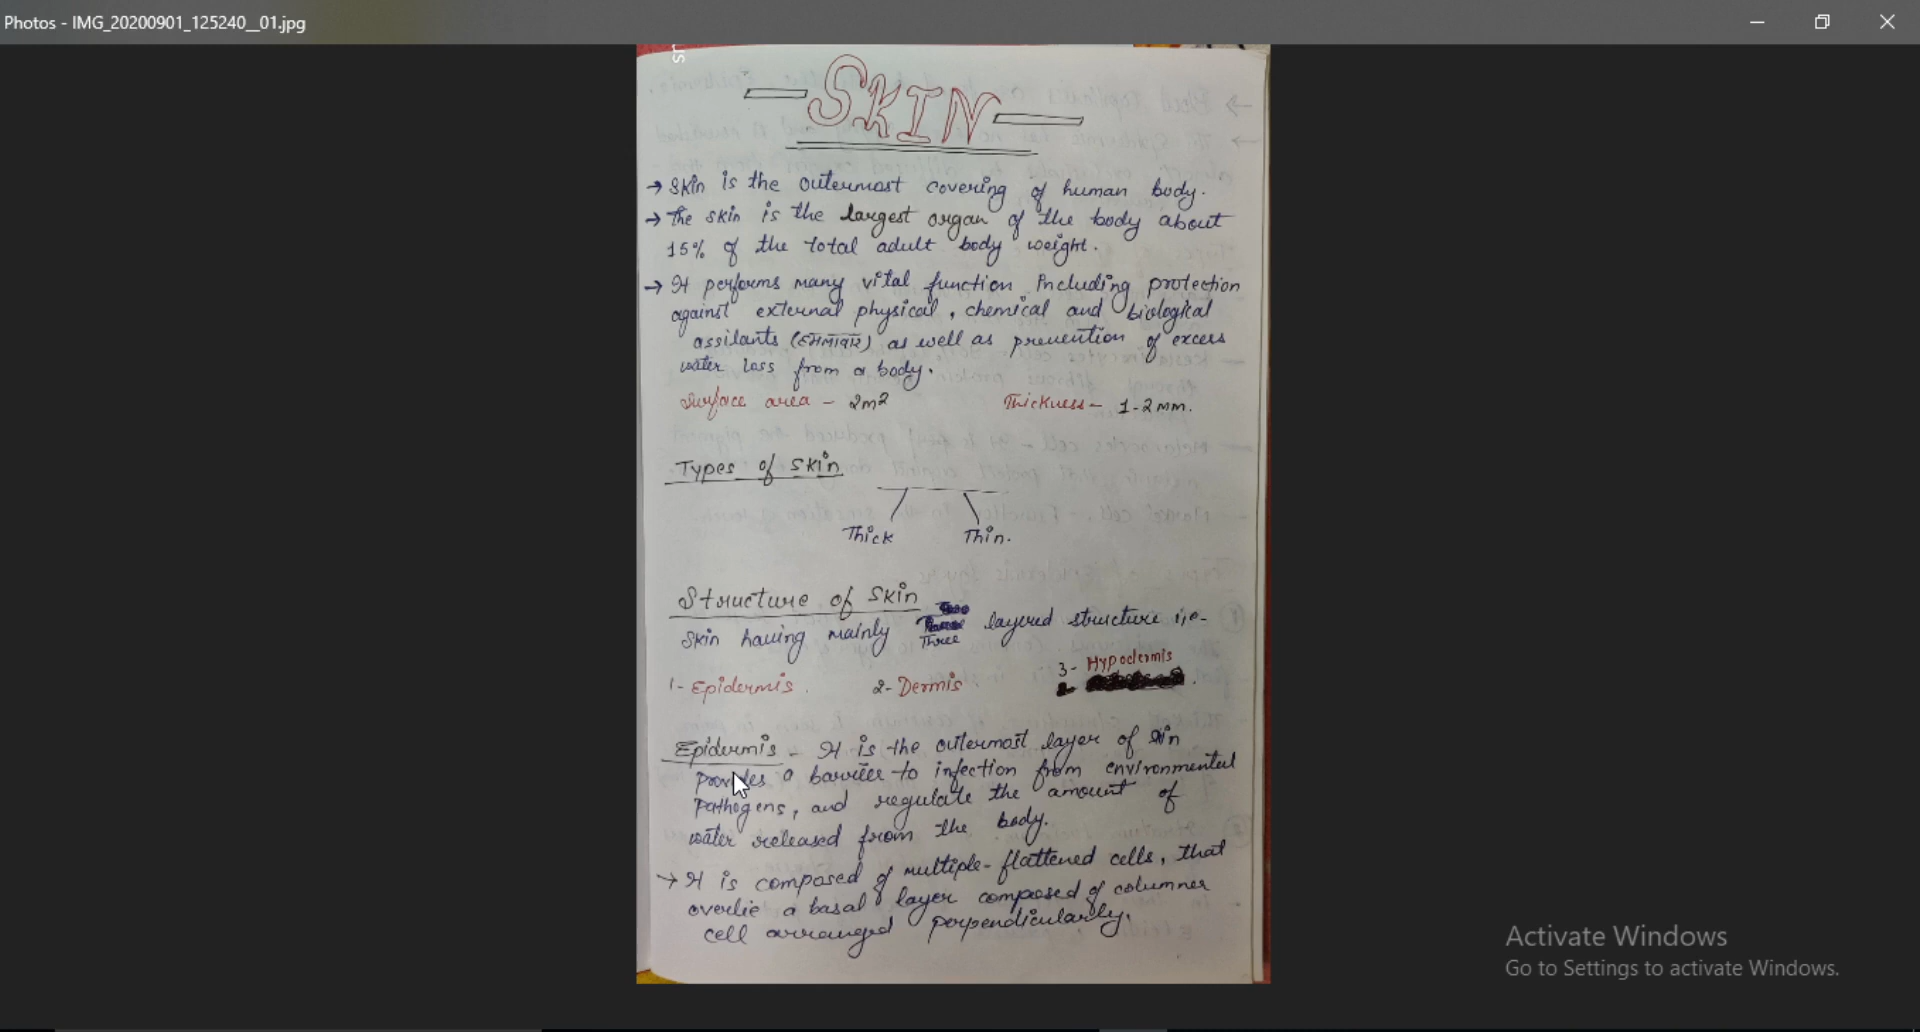 Photos - IMG_20200901_125240__01.jpg
SKIN
→ Skin is the outermost covering of human body.
→ The skin is the largest organ of the body about
15% of the total adult body weight.
→ It performs many vital function including protection
against external physical, chemical and biological
assilants (हमलावर) as well as prevention of excess
water loss from a body.
Surface area - 2m2 Thickness - 1-2 mm.
Types of skin
Thick Thin.
Structure of skin
Skin having mainly Three layered structure i,e-
1- Epidermis. 2- Dermis 3- Hypodermis
Epidermis - It is the outermost layer of skin
provides a barrier to infection from environmental
pathogens, and regulate the amount of
water released from the body.
→ It is composed of multiple-flattened cells, that
overlie a basal layer composed of columner
cell arranged perpendicularly.
Activate Windows
Go to Settings to activate Windows.